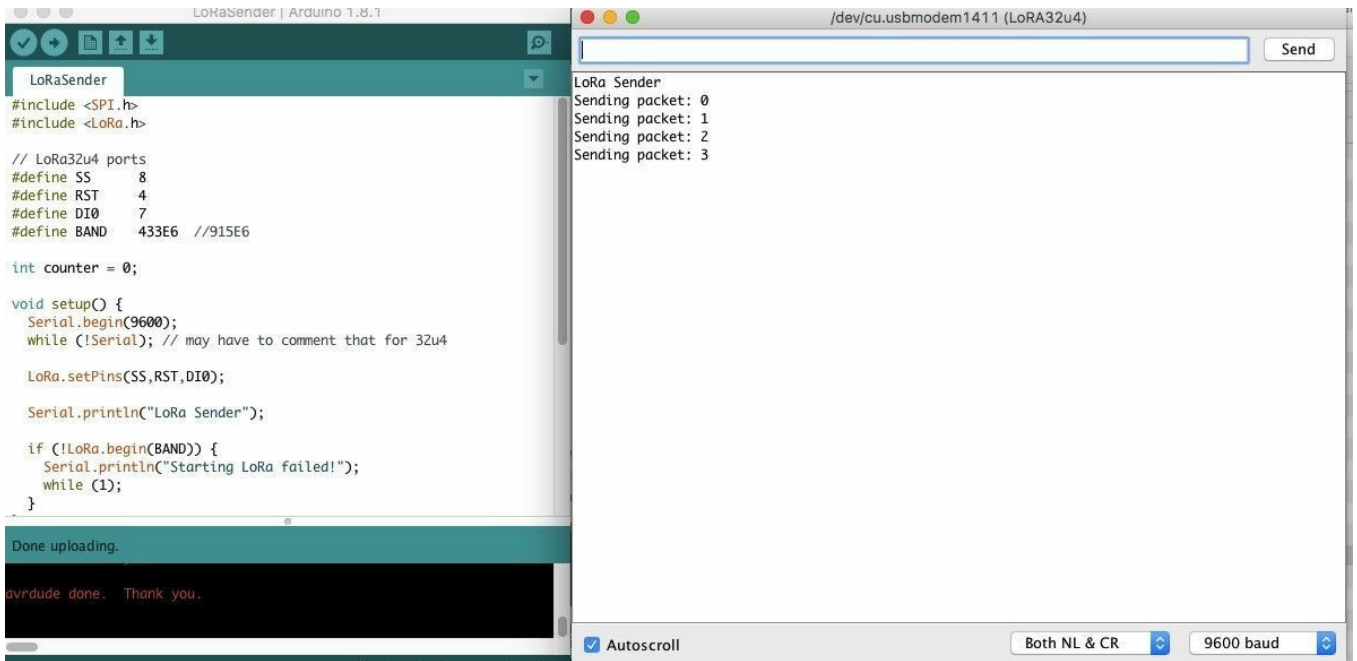 LoRaSender | Arduino 1.8.1
LoRaSender
#include <SPI.h>
#include <LoRa.h>
// LoRa32u4 ports
#define SS 8
#define RST 4
#define DI0 7
#define BAND 433E6 //915E6
int counter = 0;
void setup() {
Serial.begin(9600);
while (!Serial); // may have to comment that for 32u4
LoRa.setPins(SS,RST,DI0);
Serial.println("LoRa Sender");
if (!LoRa.begin(BAND)) {
Serial.println("Starting LoRa failed!");
while (1);
}
Done uploading.
avrdude done. Thank you.
/dev/cu.usbmodem1411 (LoRA32u4)
Send
LoRa Sender
Sending packet: 0
Sending packet: 1
Sending packet: 2
Sending packet: 3
Autoscroll
Both NL & CR
9600 baud